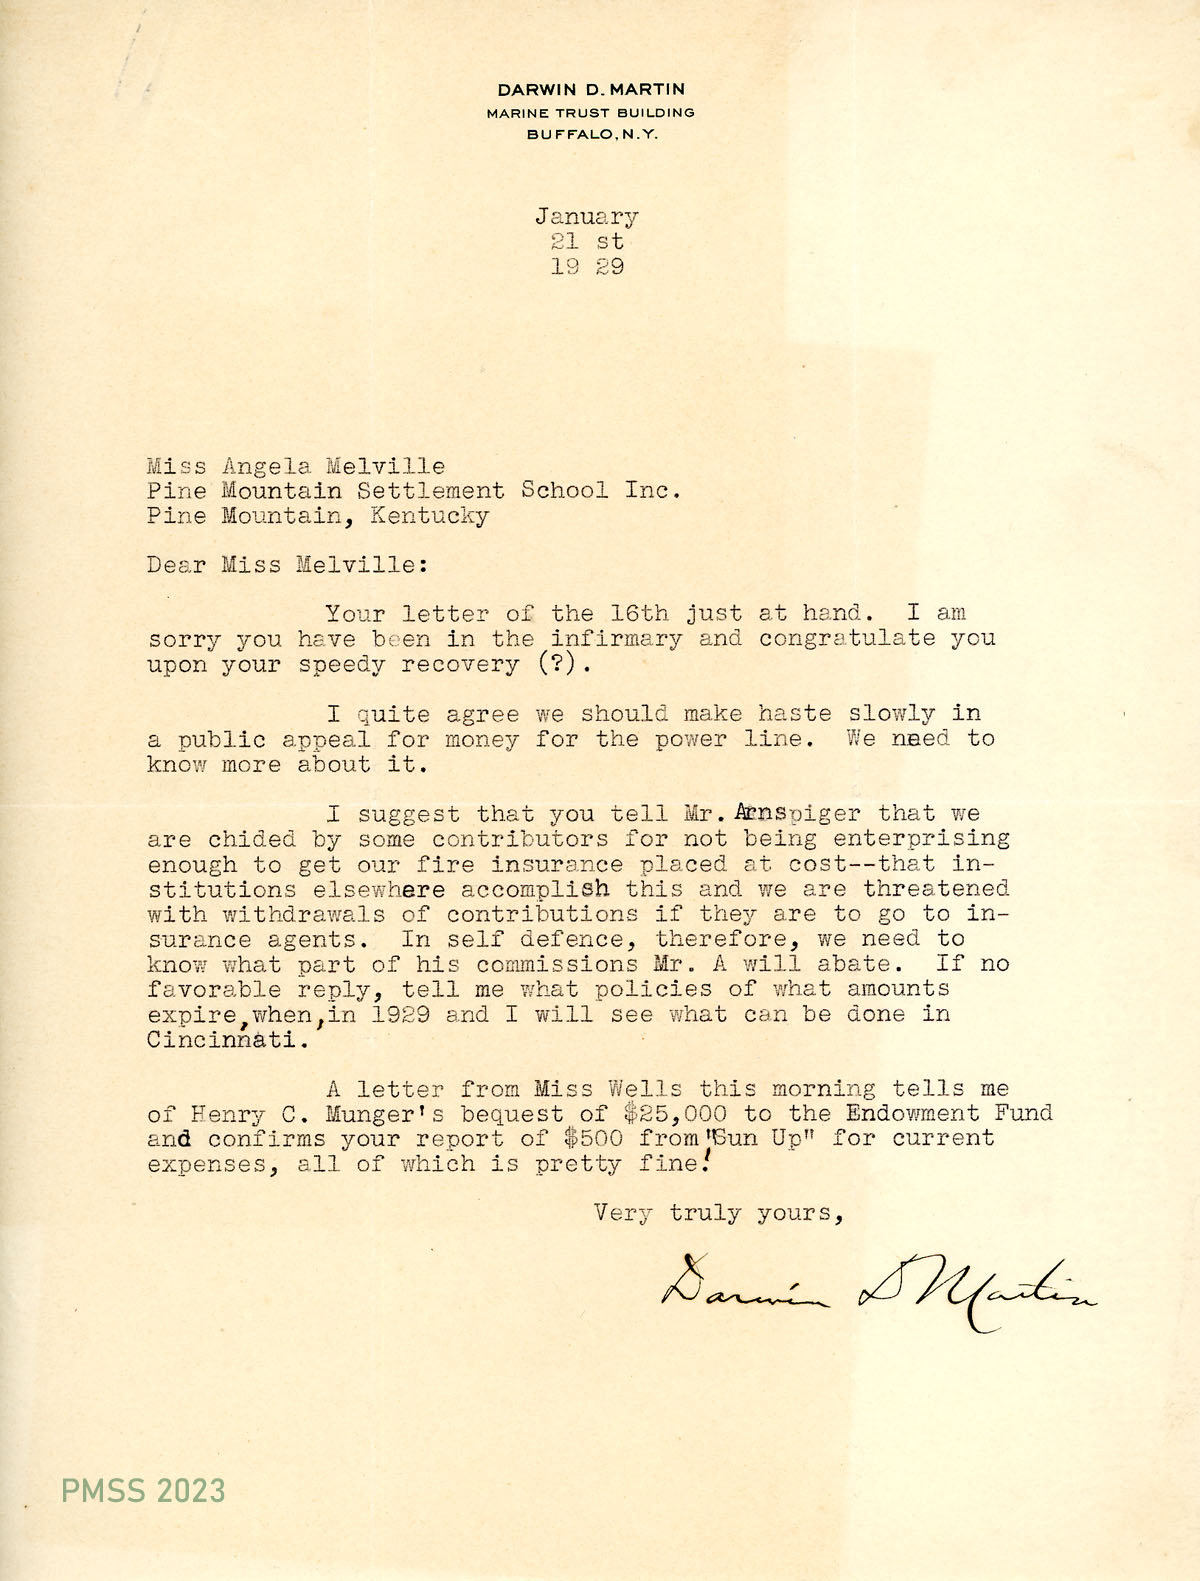 DARWIN D. MARTIN
MARINE TRUST BUILDING
BUFFALO, N.Y.
January
21 st
19 29
Miss Angela Melville
Pine Mountain Settlement School Inc.
Pine Mountain, Kentucky
Dear Miss Melville:
Your letter of the 16th just at hand. I am
sorry you have been in the infirmary and congratulate you
upon your speedy recovery (?).
I quite agree we should make haste slowly in
a public appeal for money for the power line. We need to
know more about it.
I suggest that you tell Mr. Arnspiger that we
are chided by some contributors for not being enterprising
enough to get our fire insurance placed at cost--that in-
stitutions elsewhere accomplish this and we are threatened
with withdrawals of contributions if they are to go to in-
surance agents. In self defence, therefore, we need to
know what part of his commissions Mr. A will abate. If no
favorable reply, tell me what policies of what amounts
expire,when,in 1929 and I will see what can be done in
Cincinnati.
A letter from Miss Wells this morning tells me
of Henry C. Munger's bequest of $25,000 to the Endowment Fund
and confirms your report of $500 from "Sun Up" for current
expenses, all of which is pretty fine!
Very truly yours,
Darwin D Martin
PMSS 2023